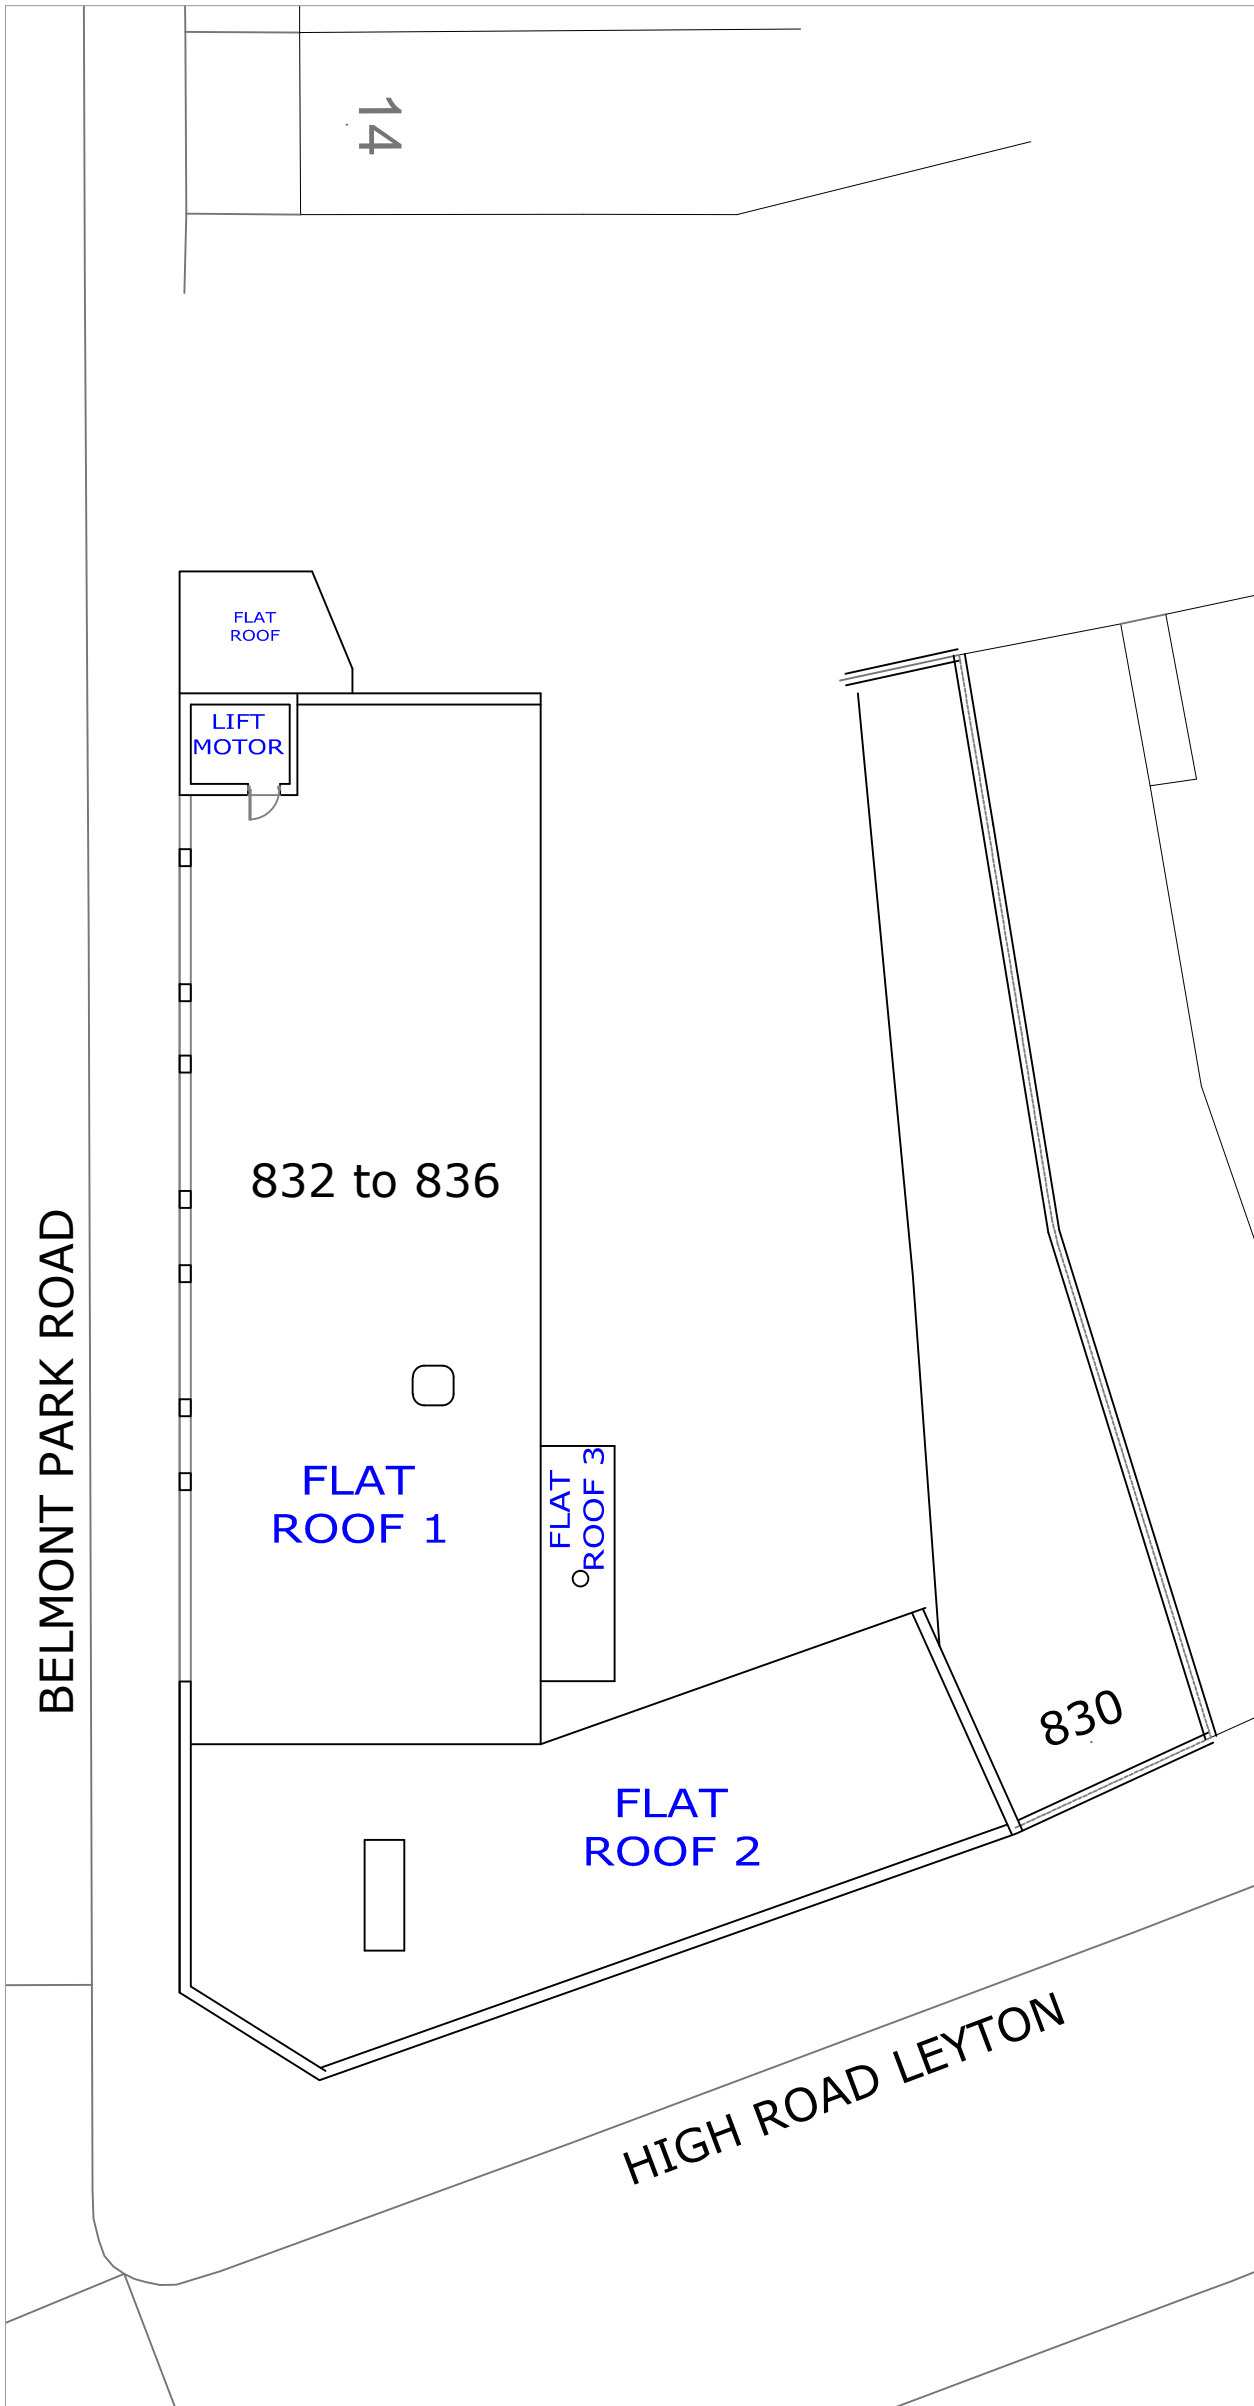 14
FLAT
ROOF
LIFT
MOTOR
832 to 836
BELMONT PARK ROAD
FLAT
ROOF 1
FLAT
ROOF 3
830
FLAT
ROOF 2
HIGH ROAD LEYTON